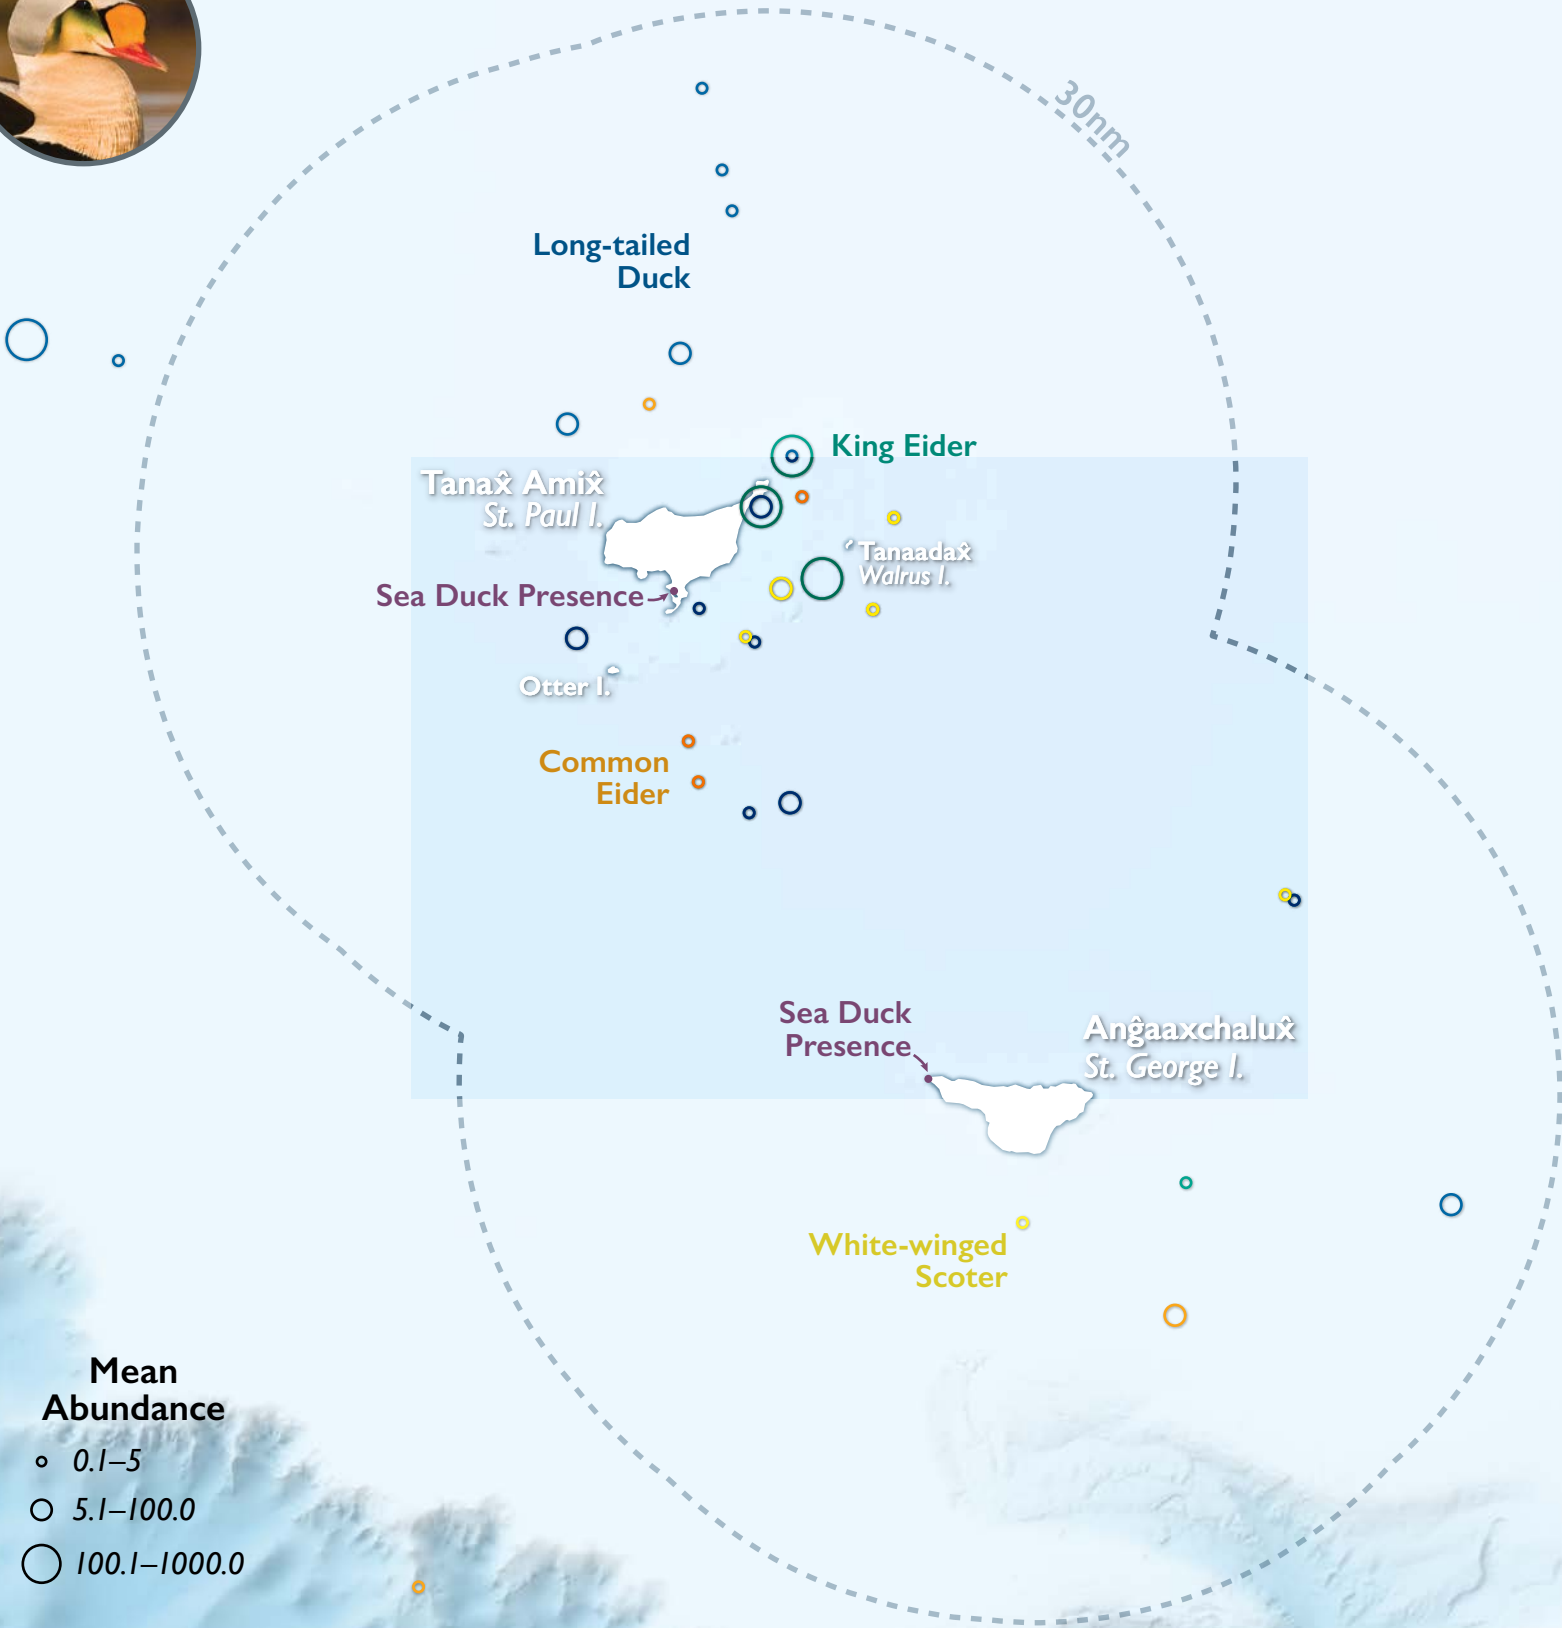 30nm
Long-tailed
Duck
King Eider
Tanax̂ Amix̂
St. Paul I.
Tanaadax̂
Walrus I.
Sea Duck Presence
Otter I.
Common
Eider
Sea Duck
Presence
Anĝaaxchalux̂
St. George I.
White-winged
Scoter
Mean
Abundance
0.1–5
5.1–100.0
100.1–1000.0